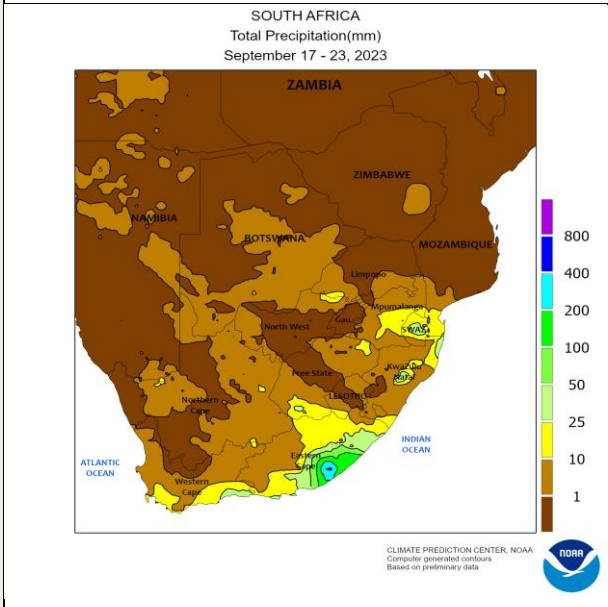 SOUTH AFRICA
Total Precipitation(mm)
September 17 - 23, 2023
ZAMBIA
ZIMBABWE
NAMIBIA
BOTSWANA
MOZAMBIQUE
Limpopo
Mpumalanga
North West
Gau.
SWAZ.
Free State
KwaZulu
Natal
Northern
Cape
LESOTHO
INDIAN
OCEAN
Eastern
Cape
ATLANTIC
OCEAN
Western
Cape
800
400
200
100
50
25
10
1
CLIMATE PREDICTION CENTER, NOAA
Computer generated contours
Based on preliminary data
NOAA